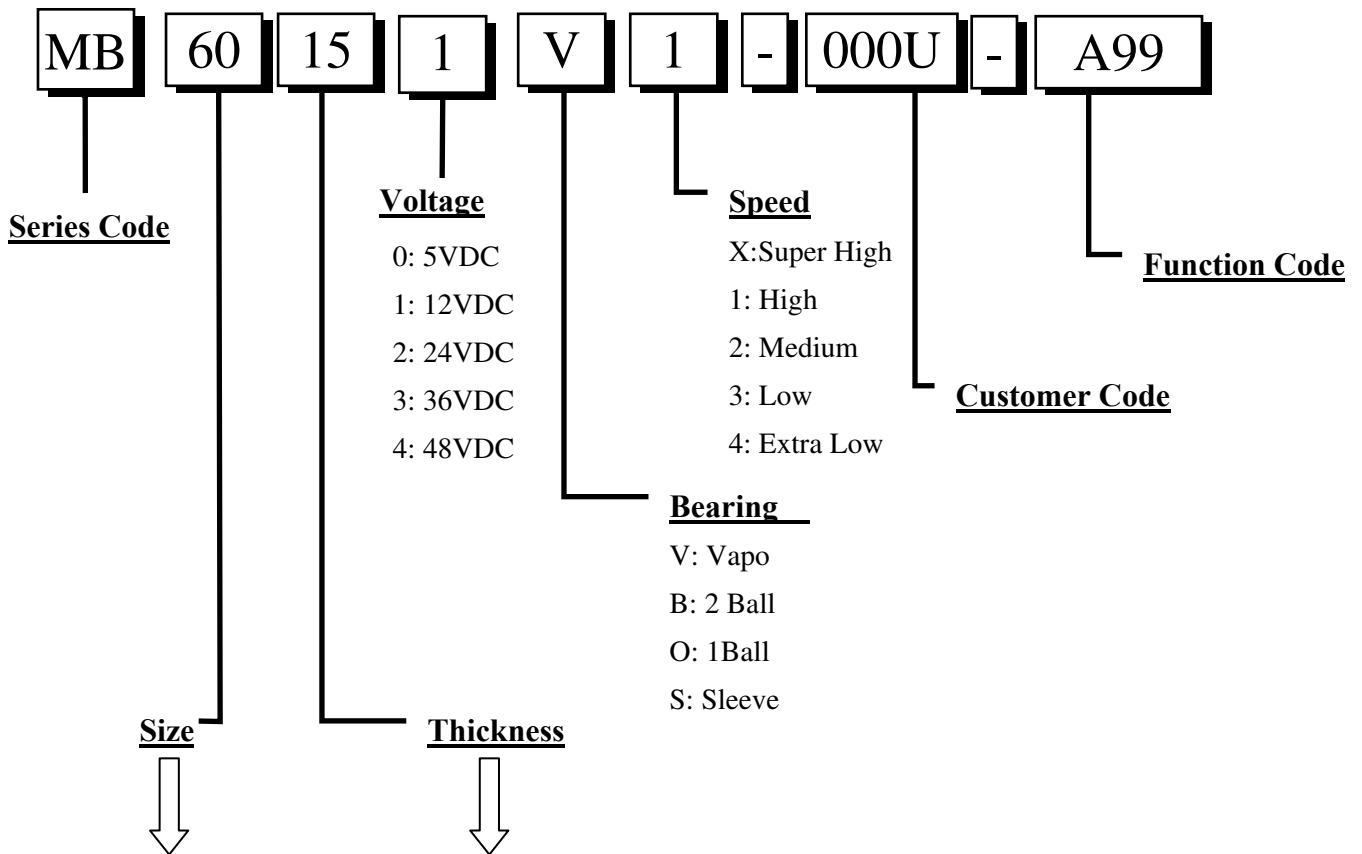 MB 60 15 1 V 1 - 000U - A99
Series Code
Voltage
0: 5VDC
1: 12VDC
2: 24VDC
3: 36VDC
4: 48VDC
Speed
X:Super High
1: High
2: Medium
3: Low
4: Extra Low
Function Code
Customer Code
Bearing
V: Vapo
B: 2 Ball
O: 1Ball
S: Sleeve
Size
Thickness